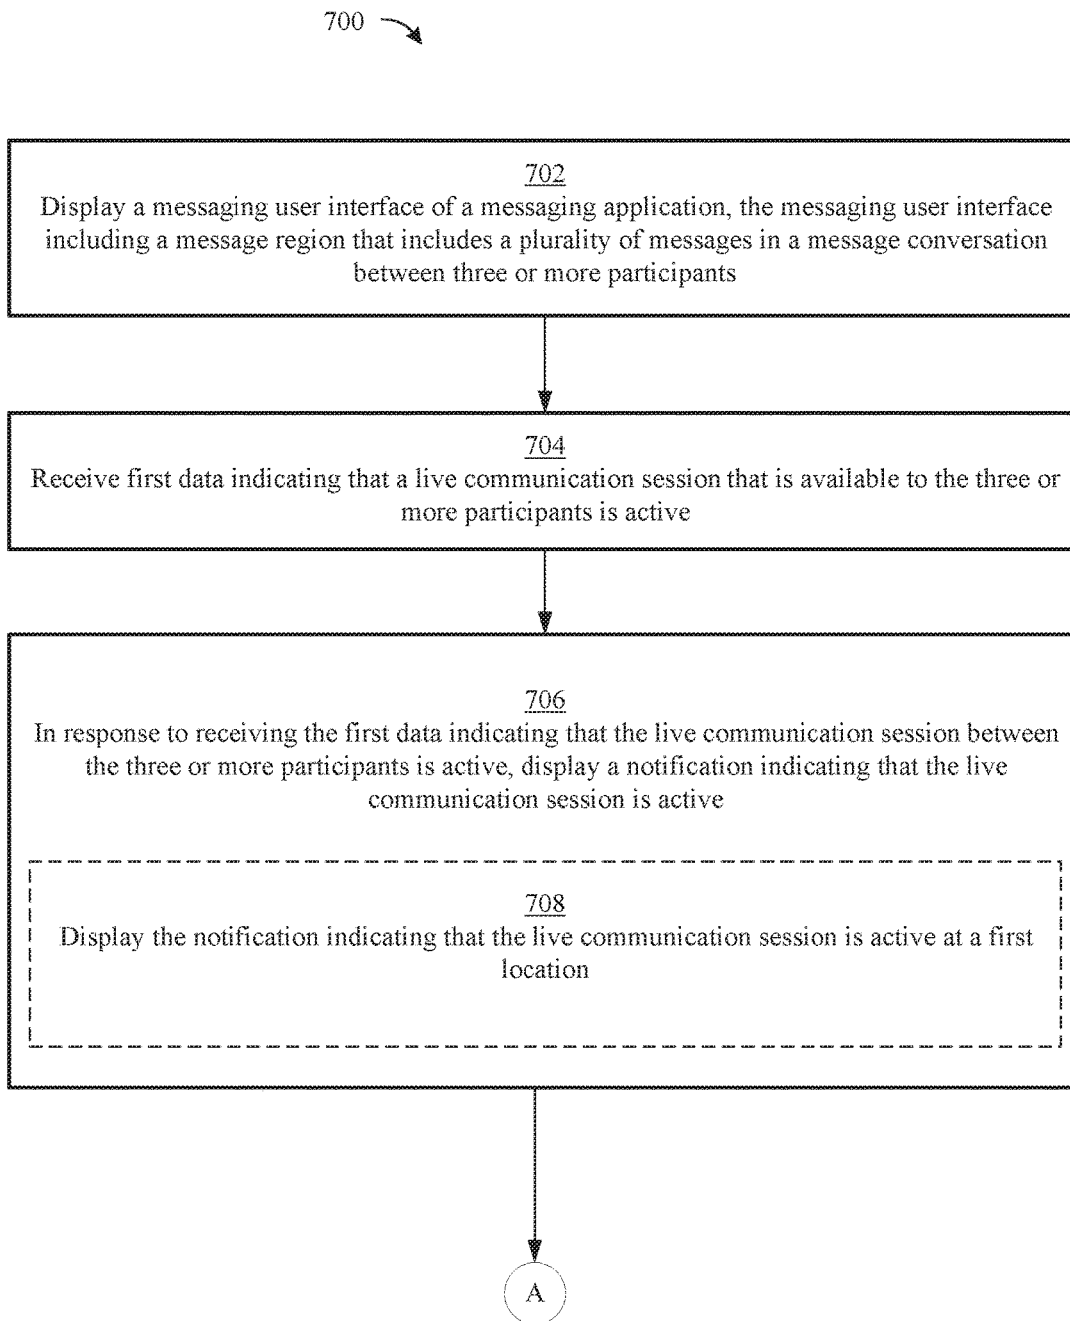 700
702
Display a messaging user interface of a messaging application, the messaging user interface
including a message region that includes a plurality of messages in a message conversation
between three or more participants
704
Receive first data indicating that a live communication session that is available to the three or
more participants is active
706
In response to receiving the first data indicating that the live communication session between
the three or more participants is active, display a notification indicating that the live
communication session is active
708
Display the notification indicating that the live communication session is active at a first
location
A